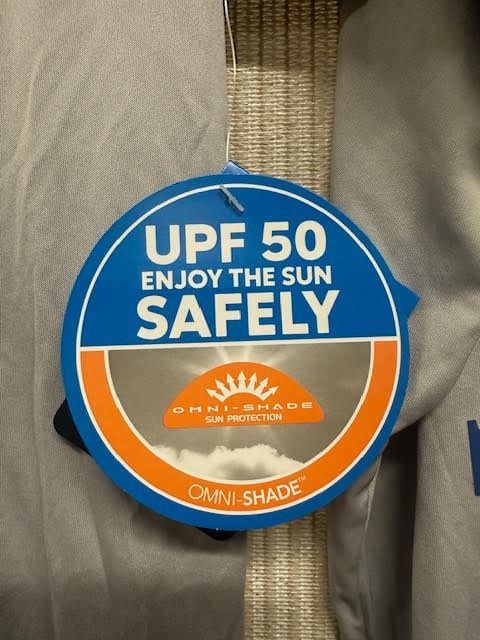 UPF 50
ENJOY THE SUN
SAFELY
OMNI-SHADE
SUN PROTECTION
OMNI-SHADE™